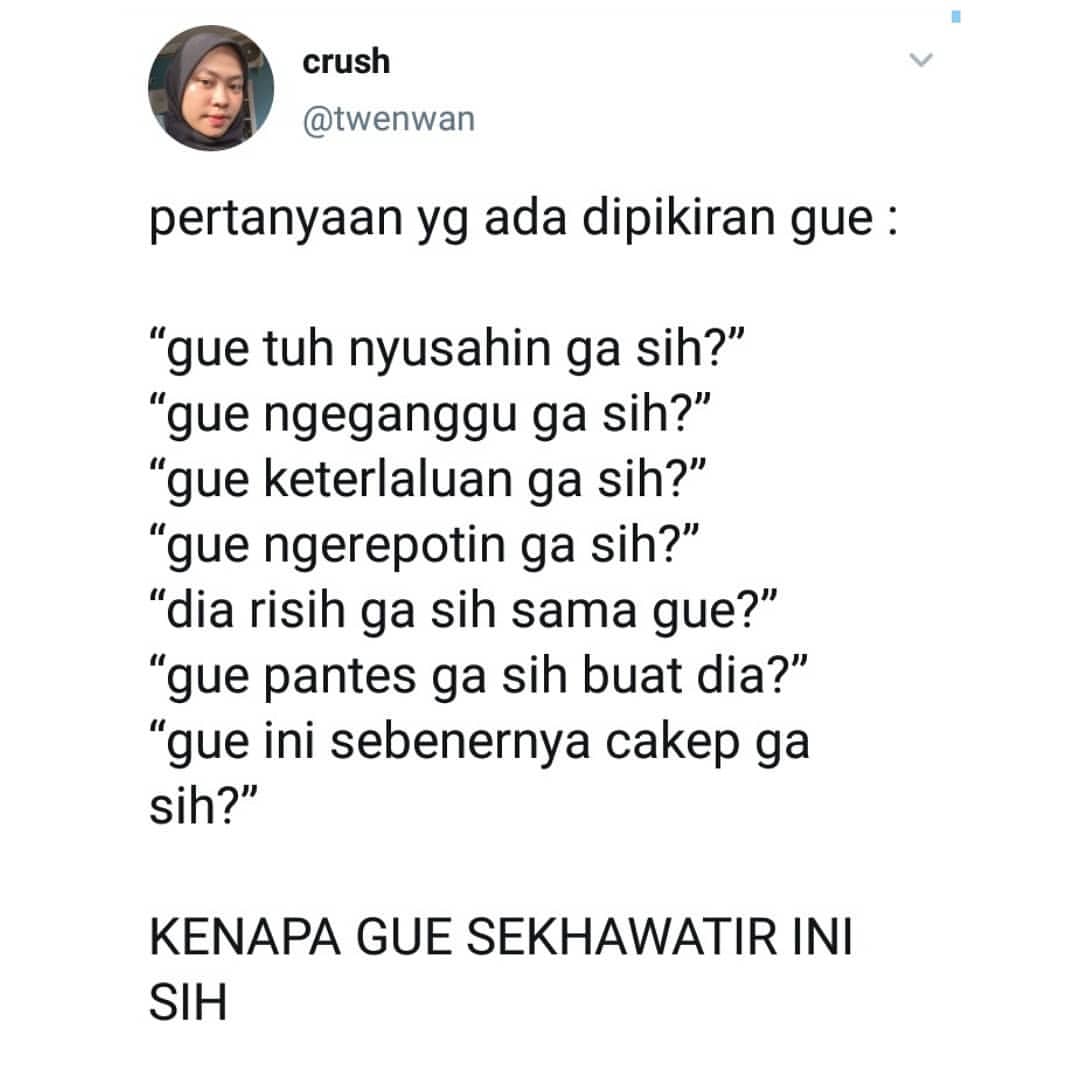 crush
@twenwan
pertanyaan yg ada dipikiran gue :
“gue tuh nyusahin ga sih?”
“gue ngeganggu ga sih?”
“gue keterlaluan ga sih?”
“gue ngerepotin ga sih?”
“dia risih ga sih sama gue?”
“gue pantes ga sih buat dia?”
“gue ini sebenernya cakep ga
sih?”
KENAPA GUE SEKHAWATIR INI
SIH